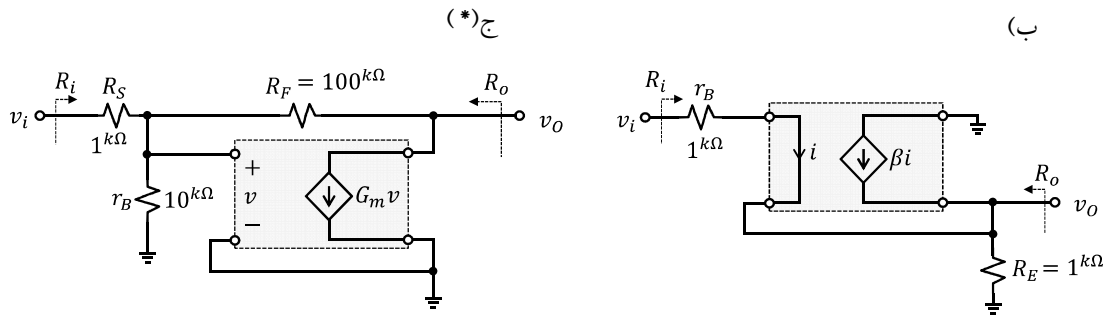 ب)
R_i
r_B
v_i
1^{kΩ}
i
βi
R_o
v_O
R_E = 1^{kΩ}
ج(*)
R_i
R_S
R_F = 100^{kΩ}
R_o
v_i
v_O
1^{kΩ}
+
r_B
10^{kΩ}
v
G_m v
−